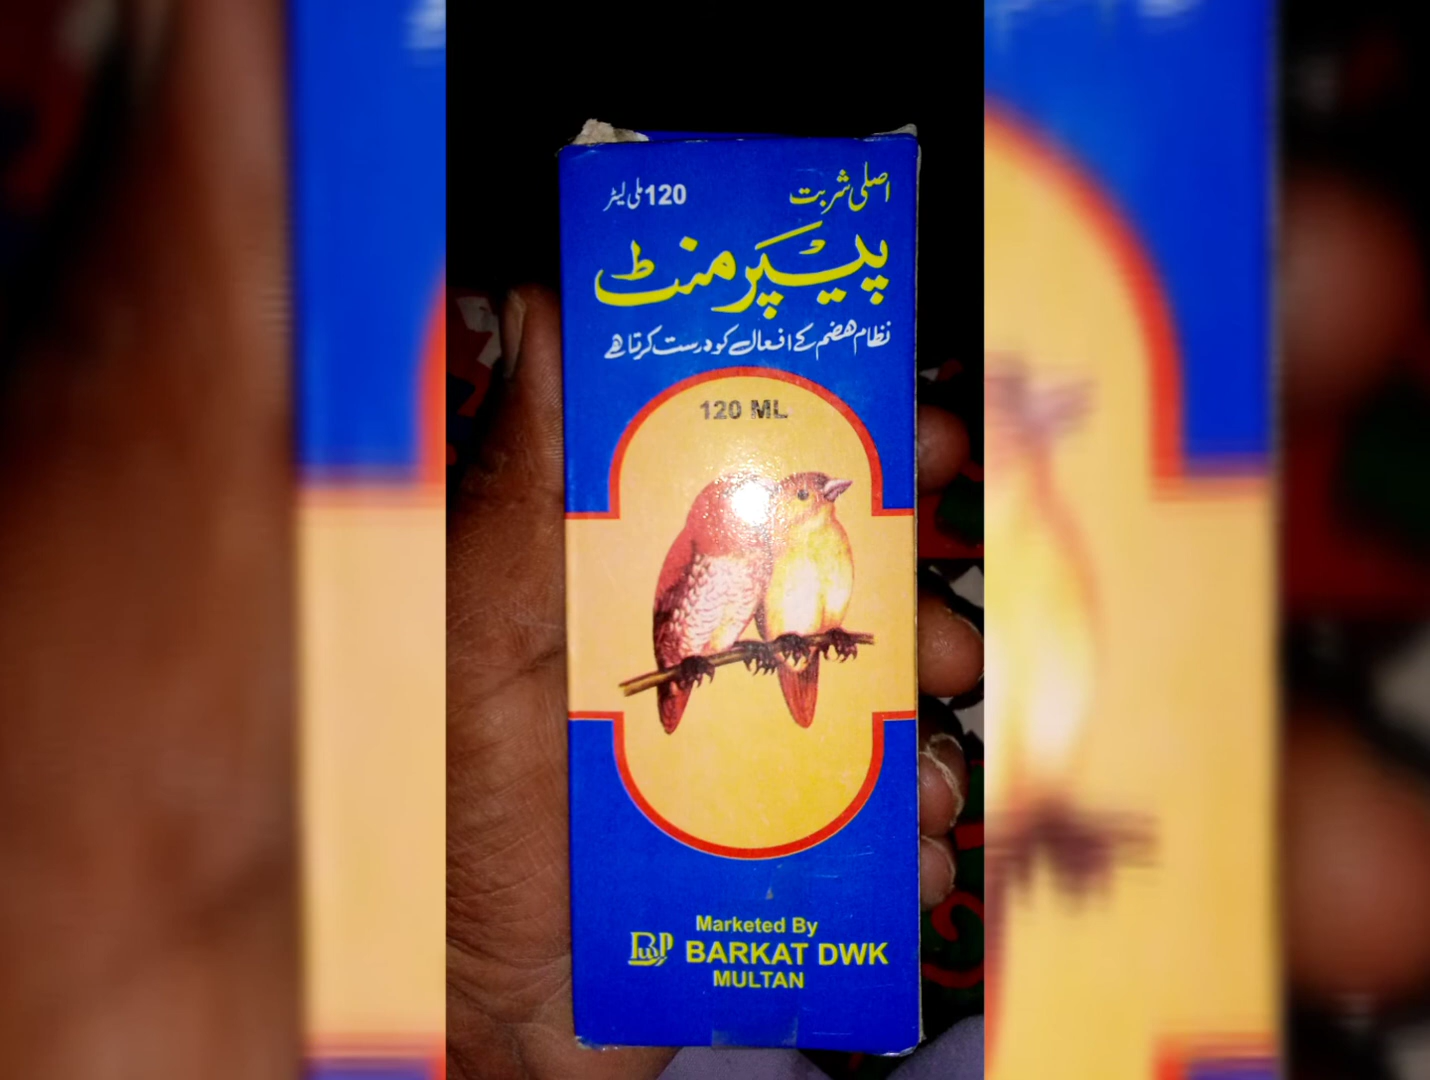 اصلی شربت
120 ملی لیٹر
پیپرمنٹ
نظام ھضم کے افعال کو درست کرتا ھے
120 ML
Marketed By
BARKAT DWK
MULTAN